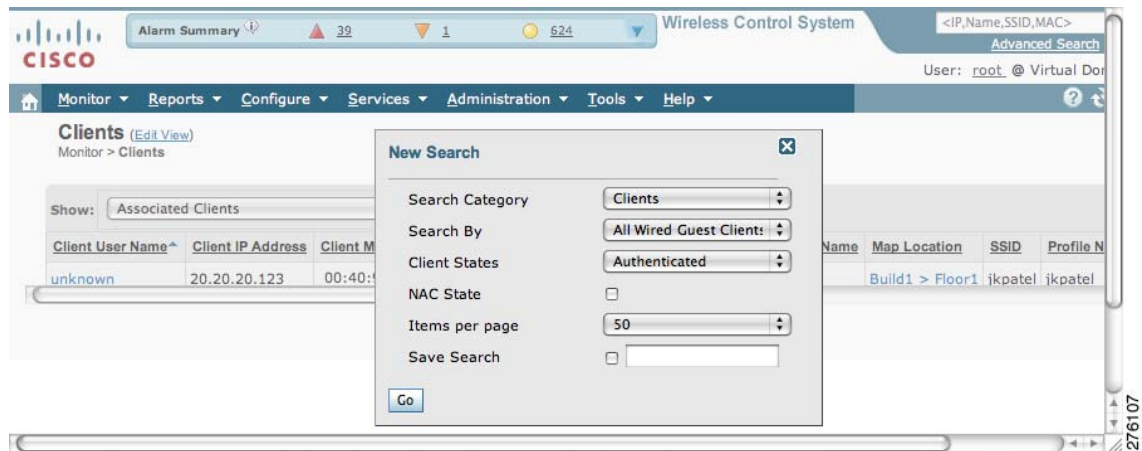 Alarm Summary 39 1 624
Wireless Control System
<IP,Name,SSID,MAC>
Advanced Search
CISCO
User: root @ Virtual Dor
Monitor Reports Configure Services Administration Tools Help
Clients (Edit View)
Monitor > Clients
Show: Associated Clients
Client User Name Client IP Address Client M Name Map Location SSID Profile N
unknown 20.20.20.123 00:40: Build1 > Floor1 jkpatel jkpatel
New Search
Search Category Clients
Search By All Wired Guest Clients
Client States Authenticated
NAC State
Items per page 50
Save Search
Go
276107